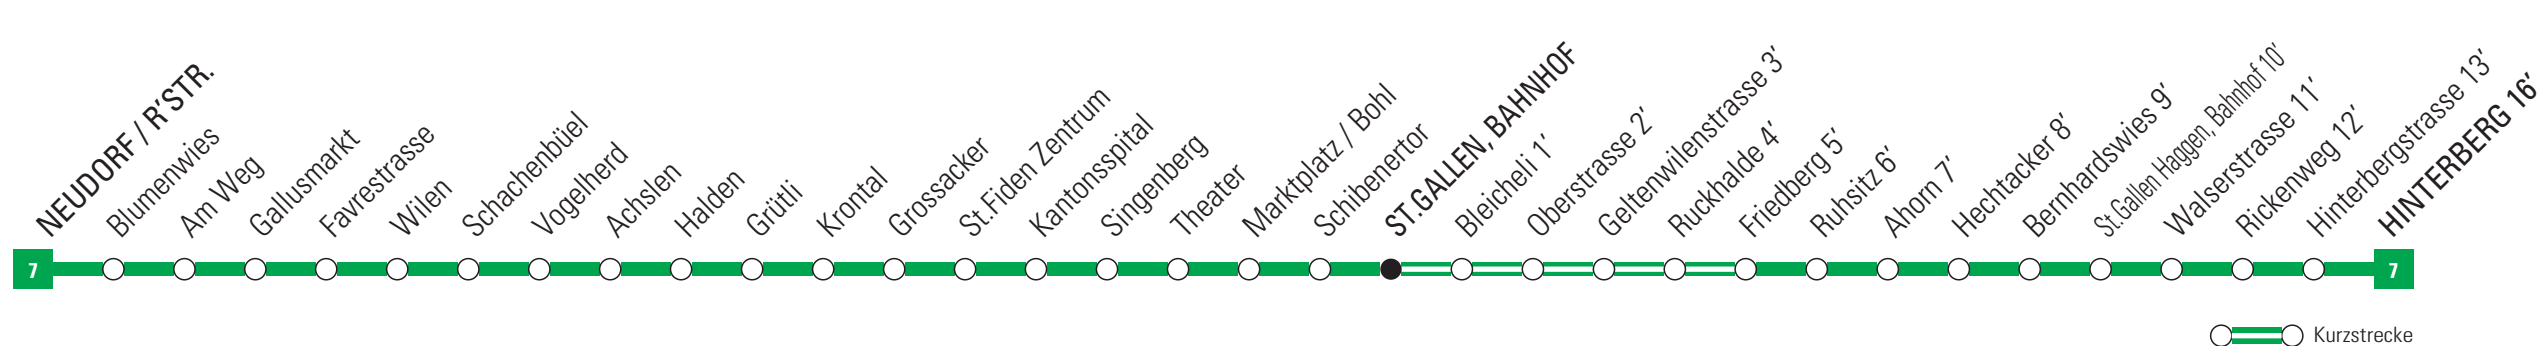 7
NEUDORF / R'STR.
Blumenwies
Am Weg
Gallusmarkt
Favrestrasse
Wilen
Schachenbüel
Vogelherd
Achslen
Halden
Grütli
Krontal
Grossacker
St.Fiden Zentrum
Kantonsspital
Singenberg
Theater
Marktplatz / Bohl
Schibenertor
ST.GALLEN, BAHNHOF
Bleicheli 1'
Oberstrasse 2'
Geltenwilenstrasse 3'
Ruckhalde 4'
Friedberg 5'
Ruhsitz 6'
Ahorn 7'
Hechtacker 8'
Bernhardswies 9'
St.Gallen Haggen, Bahnhof 10'
Walserstrasse 11'
Rickenweg 12'
Hinterbergstrasse 13'
HINTERBERG 16'
7
Kurzstrecke